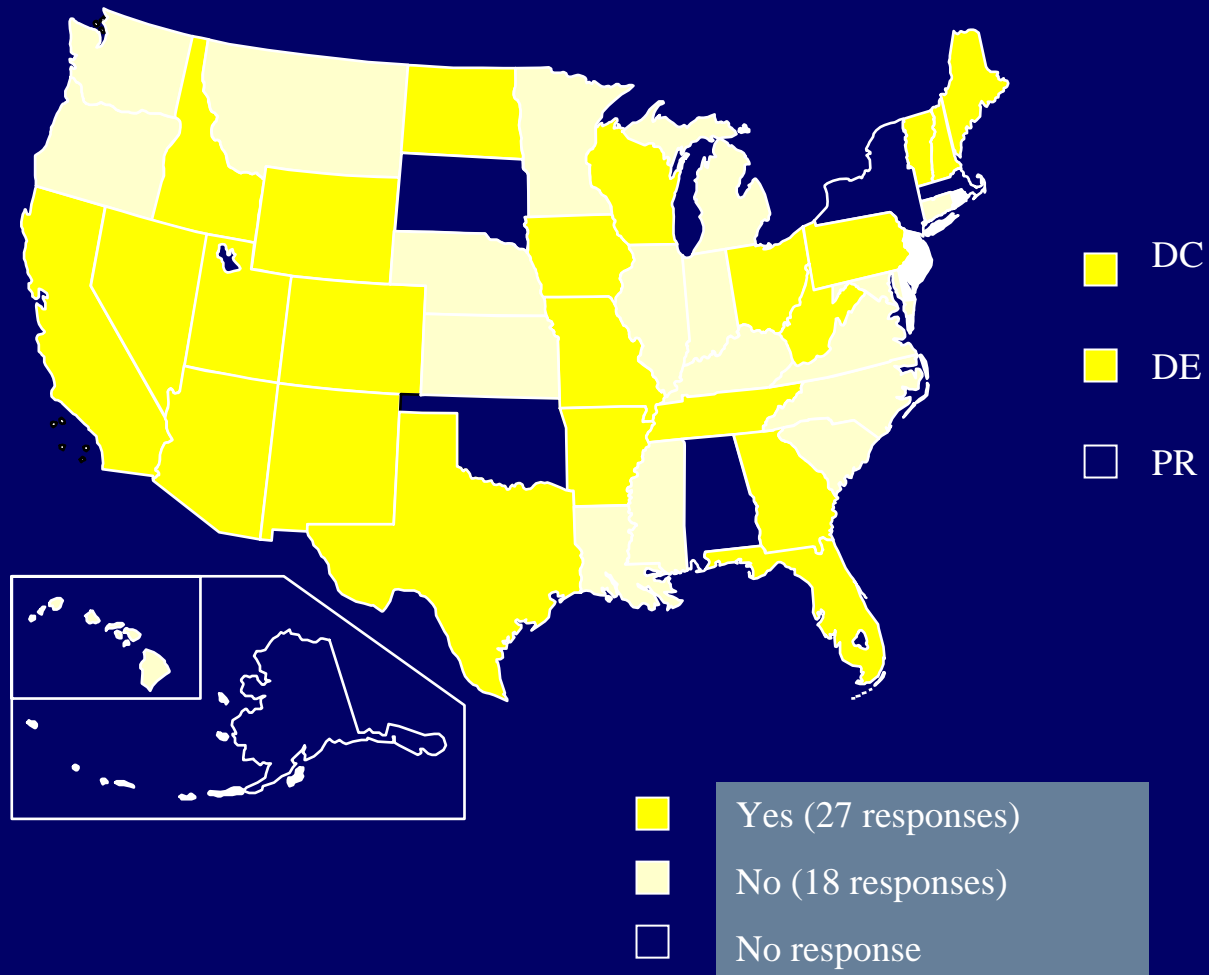 DC
DE
PR
Yes (27 responses)
No (18 responses)
No response